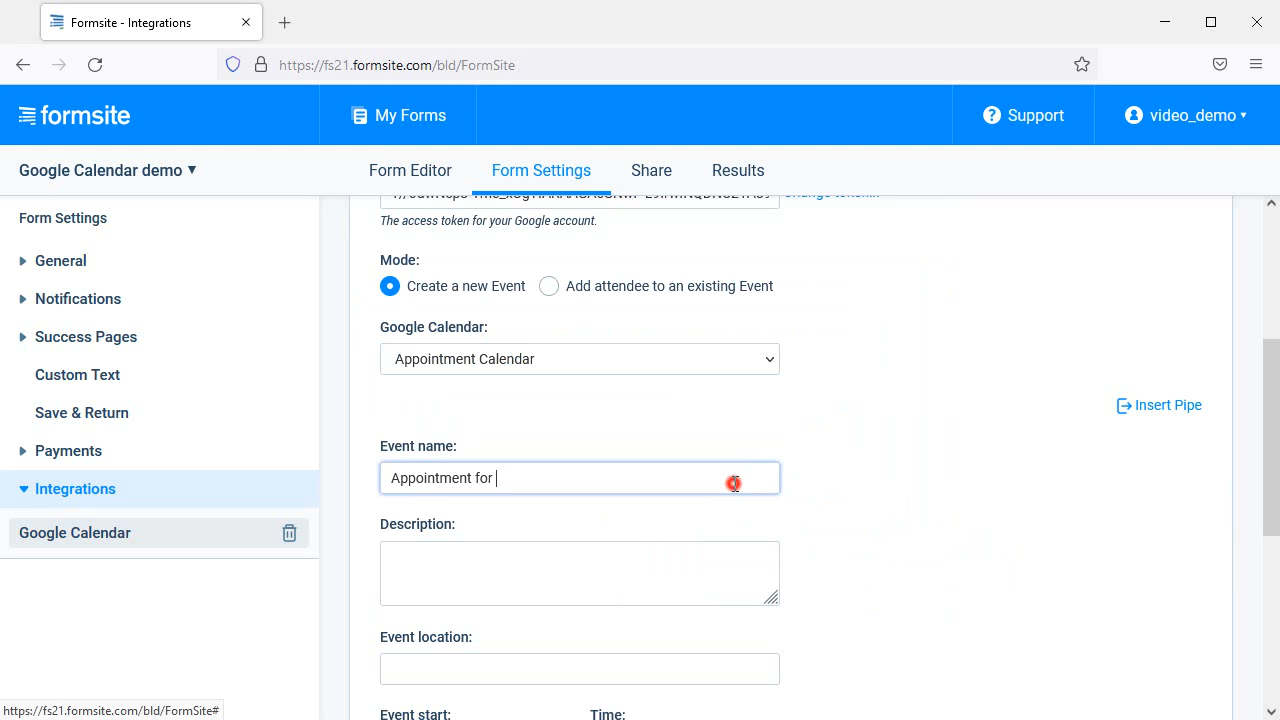 Formsite - Integrations
https://fs21.formsite.com/bld/FormSite
formsite
My Forms
Support
video_demo
Google Calendar demo
Form Editor
Form Settings
Share
Results
Form Settings
General
Notifications
Success Pages
Custom Text
Save & Return
Payments
Integrations
Google Calendar
The access token for your Google account.
Mode:
Create a new Event
Add attendee to an existing Event
Google Calendar:
Appointment Calendar
Insert Pipe
Event name:
Appointment for
Description:
Event location:
Event start:
Time:
https://fs21.formsite.com/bld/FormSite#